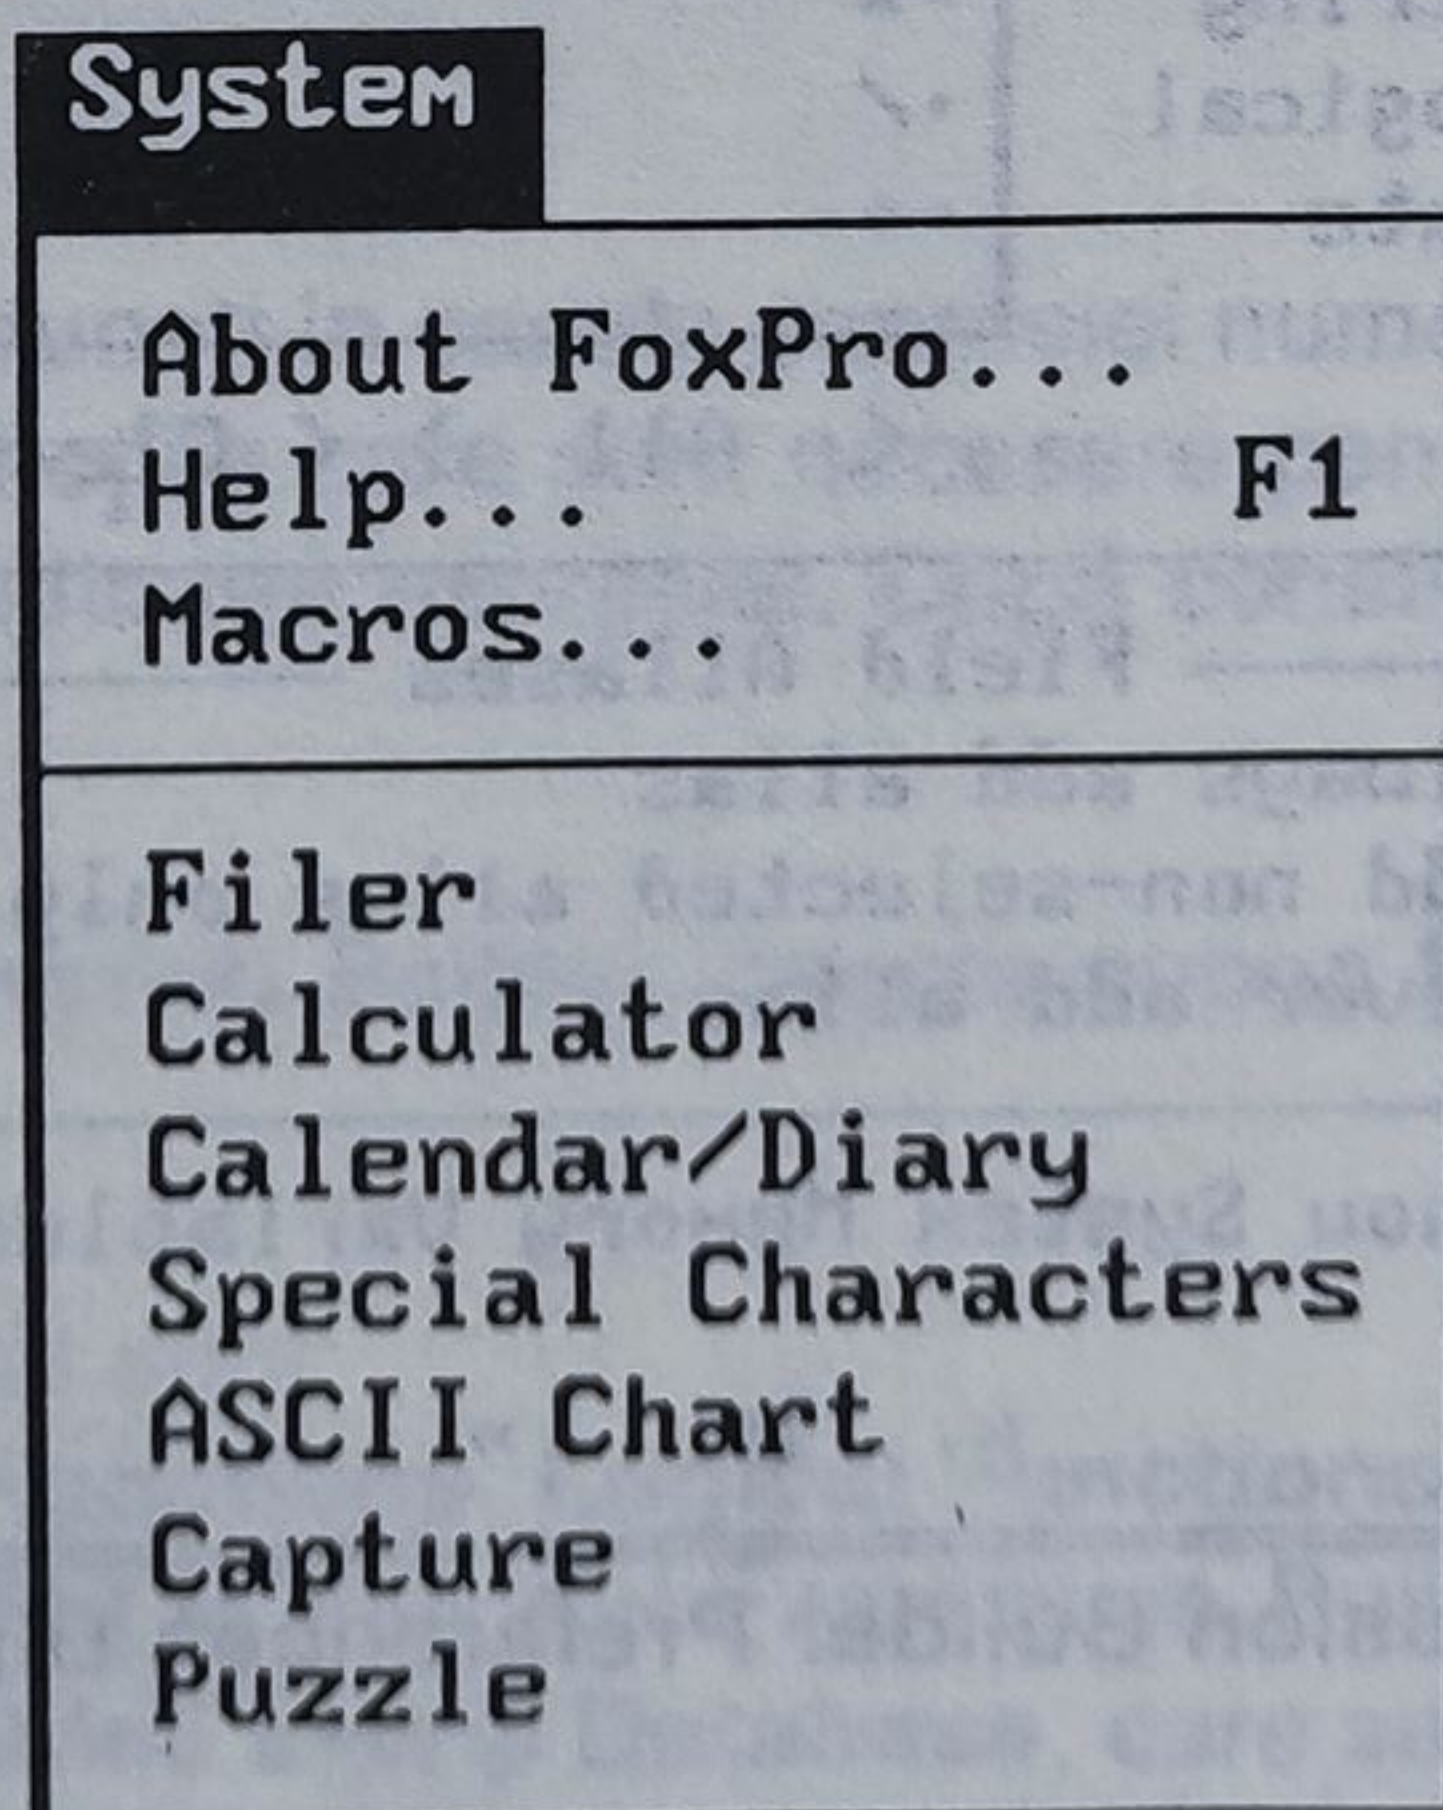 System
About FoxPro...
Help... F1
Macros...
Filer
Calculator
Calendar/Diary
Special Characters
ASCII Chart
Capture
Puzzle